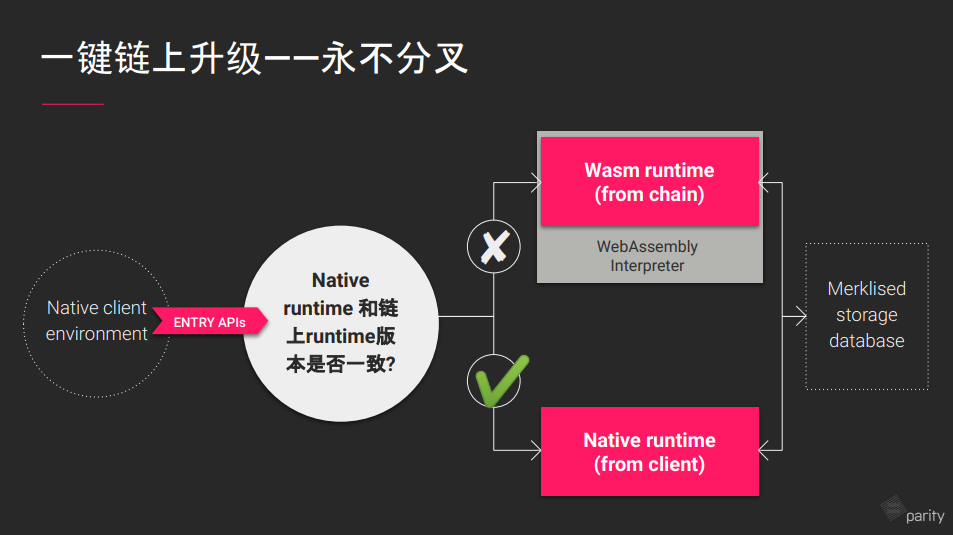 一键链上升级——永不分叉
Wasm runtime
(from chain)
WebAssembly
Interpreter
Native client
environment
ENTRY APIs
Native
runtime 和链
上runtime版
本是否一致?
Merklised
storage
database
Native runtime
(from client)
parity